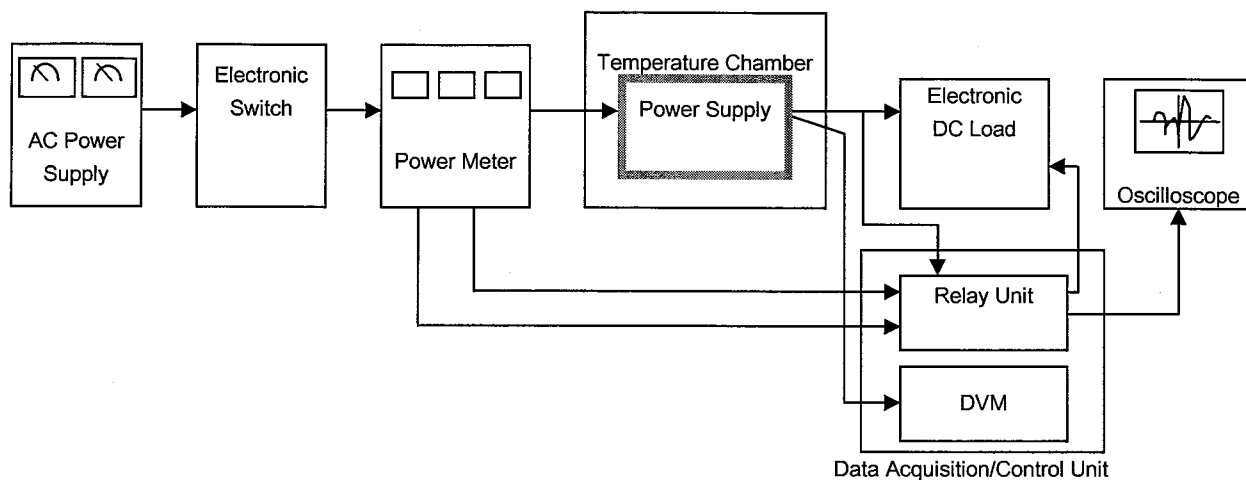 AC Power
Supply
Electronic
Switch
Power Meter
Temperature Chamber
Power Supply
Electronic
DC Load
Oscilloscope
Relay Unit
DVM
Data Acquisition/Control Unit